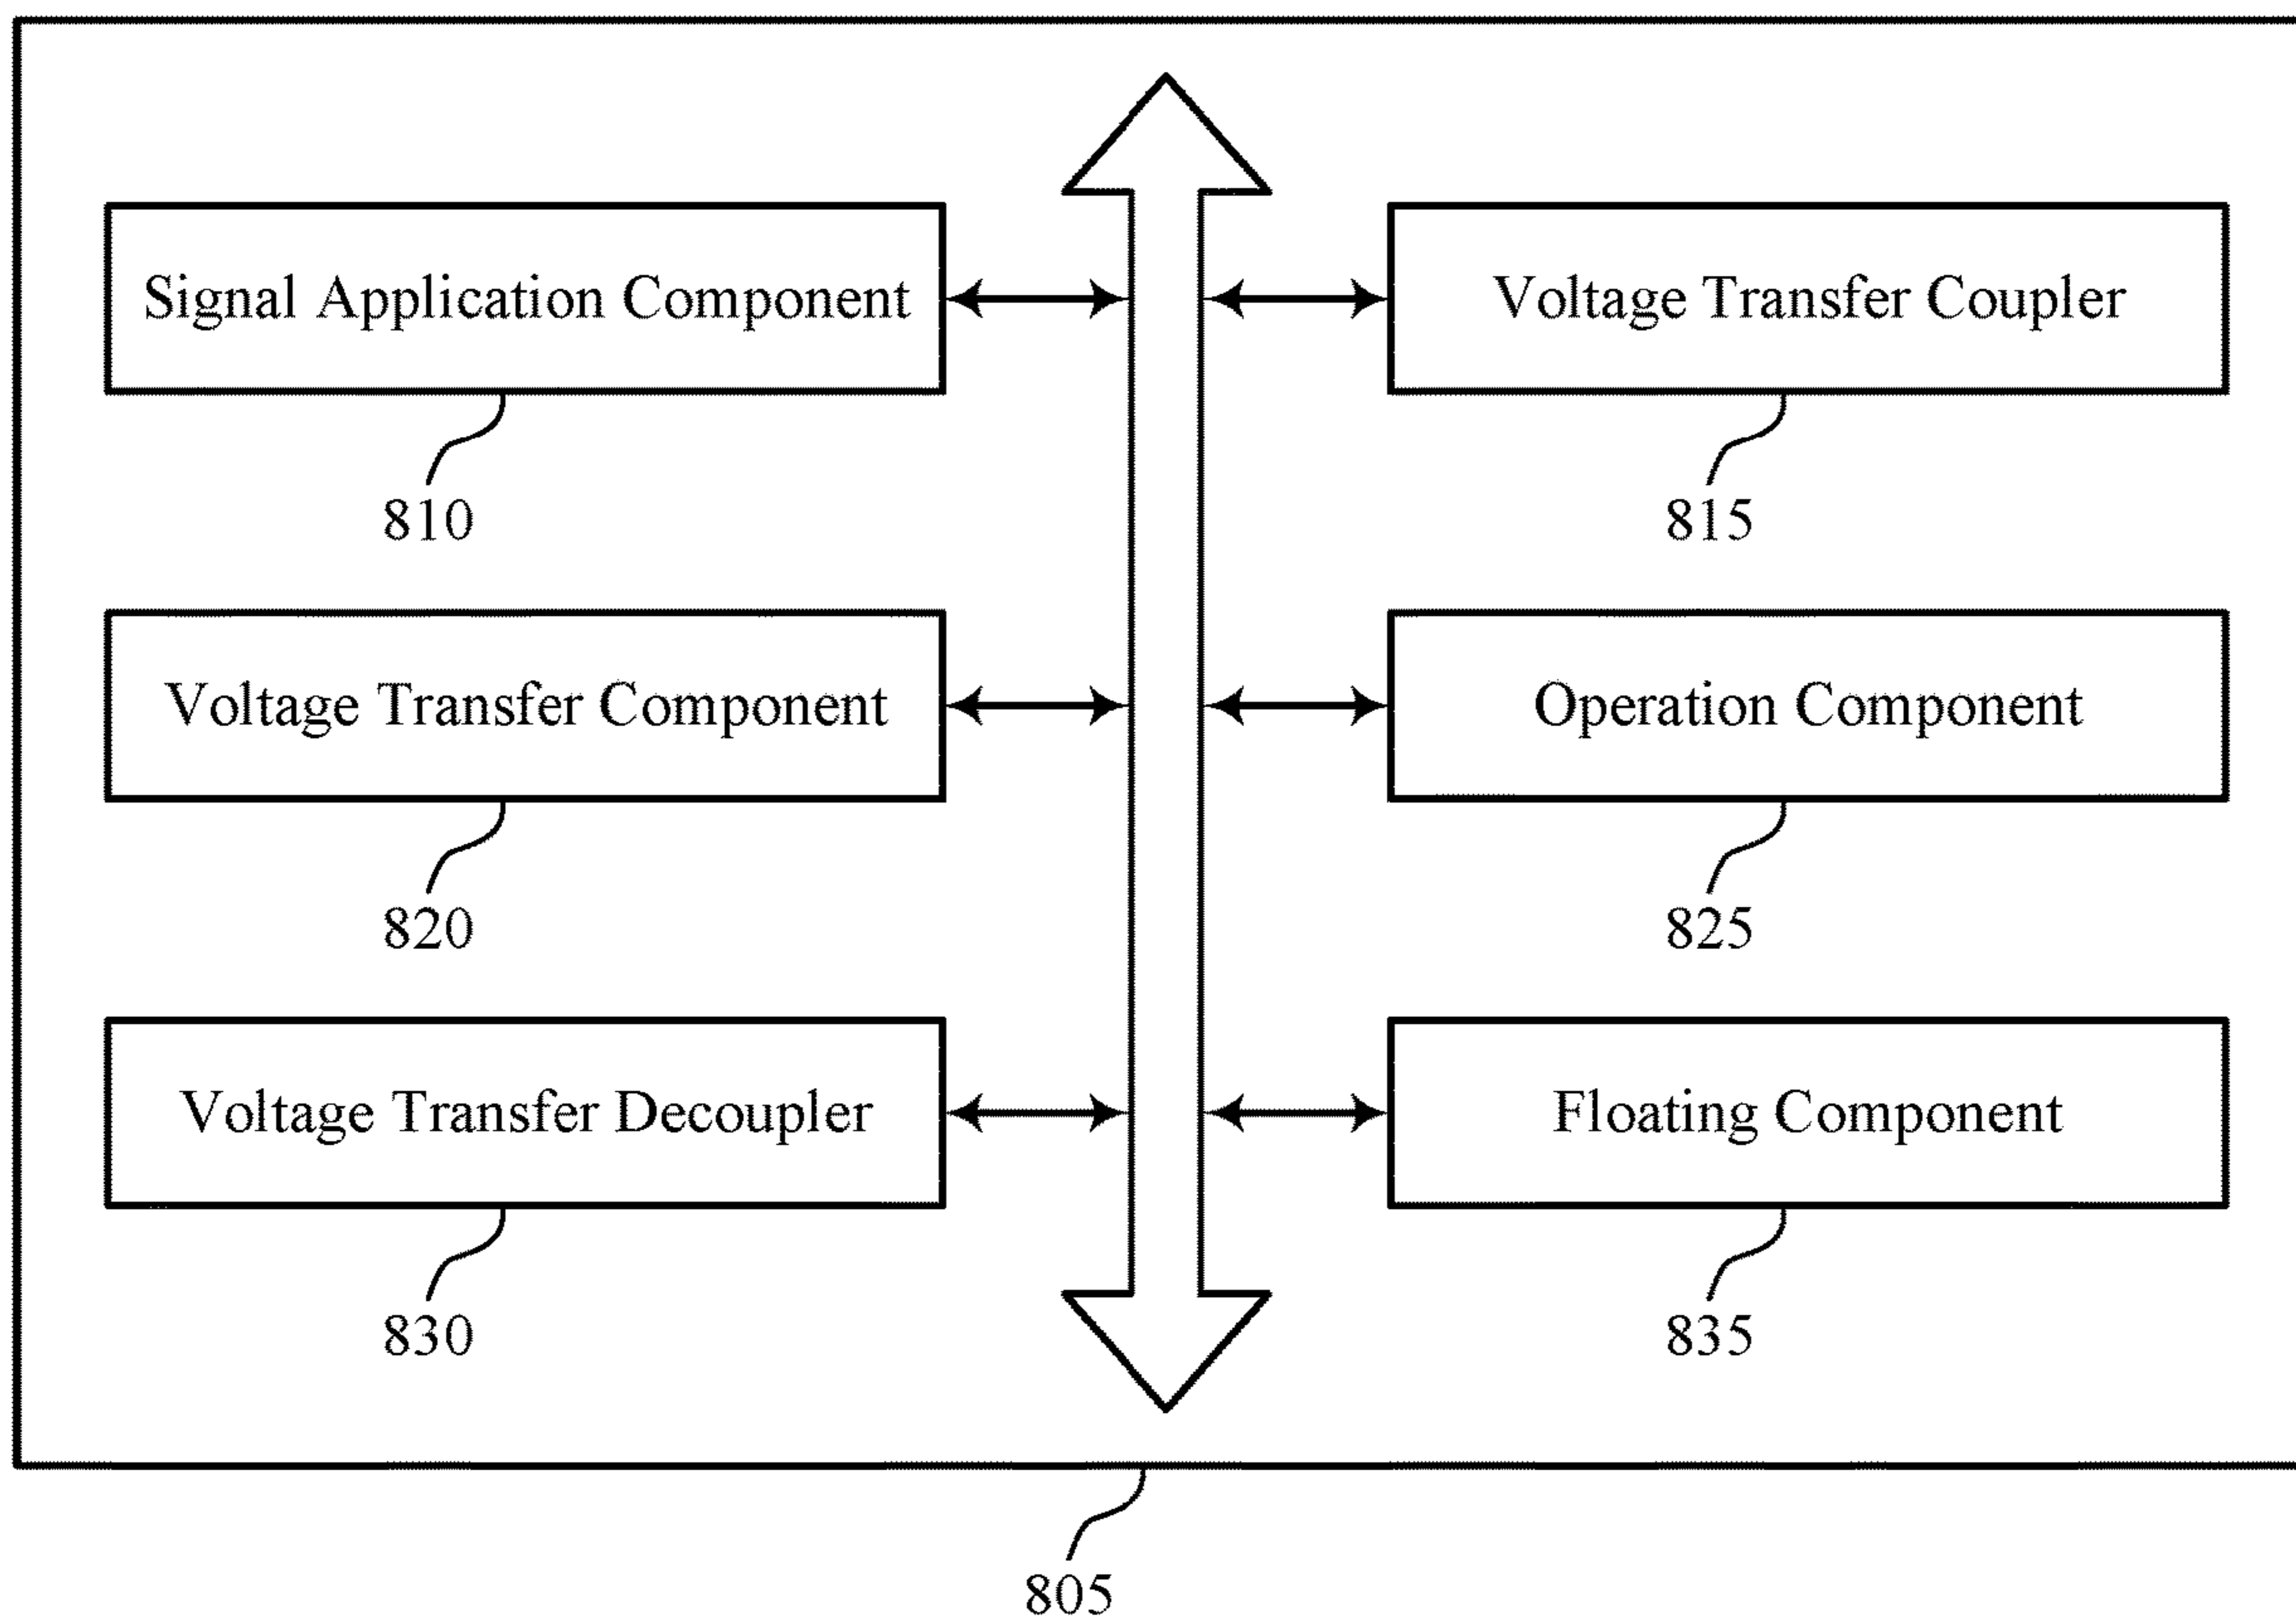 Signal Application Component
Voltage Transfer Coupler
810
815
Voltage Transfer Component
Operation Component
820
825
Voltage Transfer Decoupler
Floating Component
830
835
805